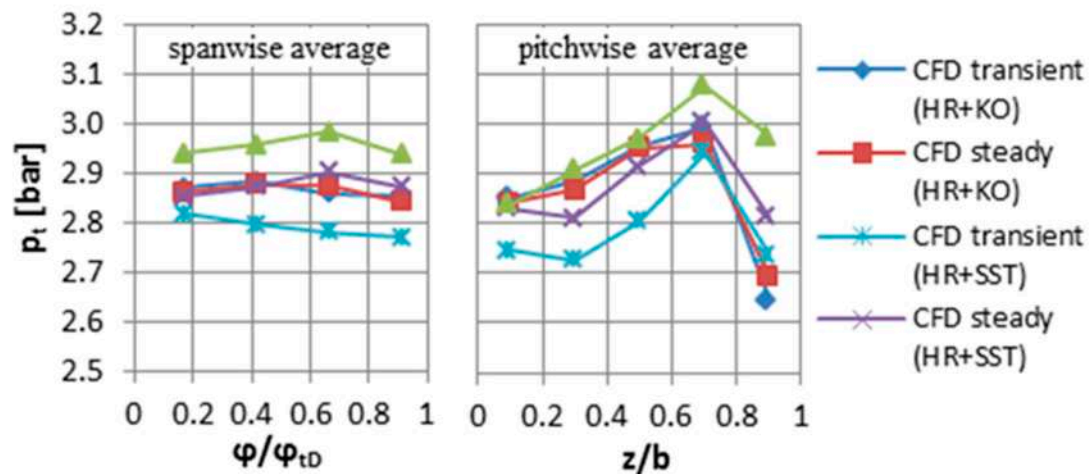 spanwise average
pitchwise average
pₜ [bar]
3.2
3.1
3.0
2.9
2.8
2.7
2.6
2.5
0 0.2 0.4 0.6 0.8 1
φ/φtD
0 0.2 0.4 0.6 0.8 1
z/b
CFD transient
(HR+KO)
CFD steady
(HR+KO)
CFD transient
(HR+SST)
CFD steady
(HR+SST)